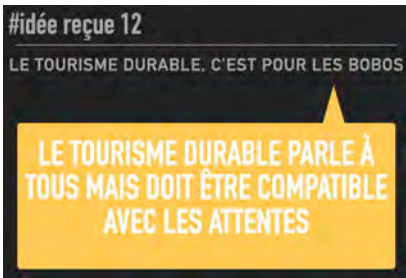 #idée reçue 12
LE TOURISME DURABLE, C'EST POUR LES BOBOS
LE TOURISME DURABLE PARLE À
TOUS MAIS DOIT ÊTRE COMPATIBLE
AVEC LES ATTENTES